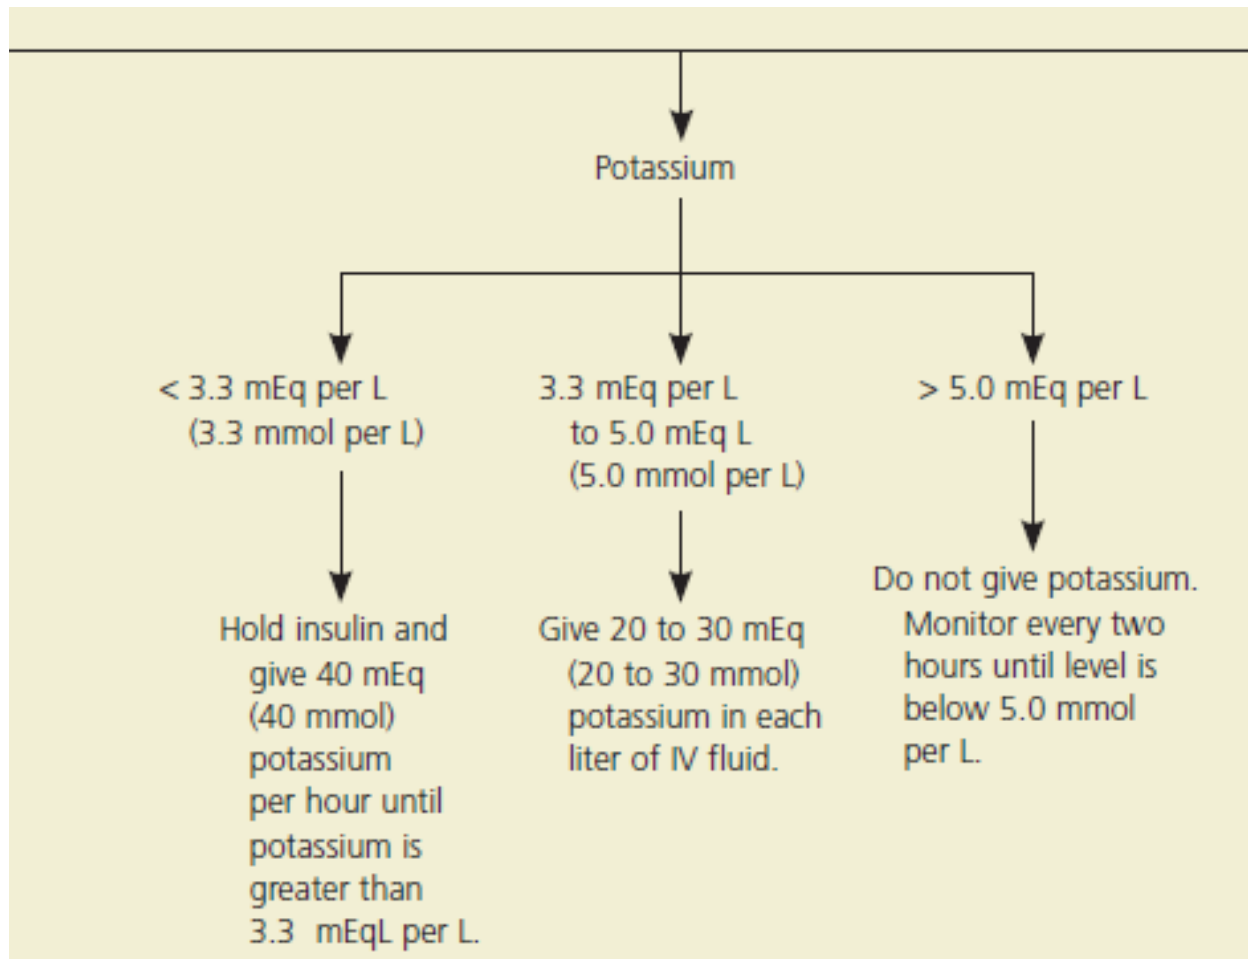 Potassium
< 3.3 mEq per L
(3.3 mmol per L)
Hold insulin and
give 40 mEq
(40 mmol)
potassium
per hour until
potassium is
greater than
3.3 mEqL per L.
3.3 mEq per L
to 5.0 mEq L
(5.0 mmol per L)
Give 20 to 30 mEq
(20 to 30 mmol)
potassium in each
liter of IV fluid.
> 5.0 mEq per L
Do not give potassium.
Monitor every two
hours until level is
below 5.0 mmol
per L.